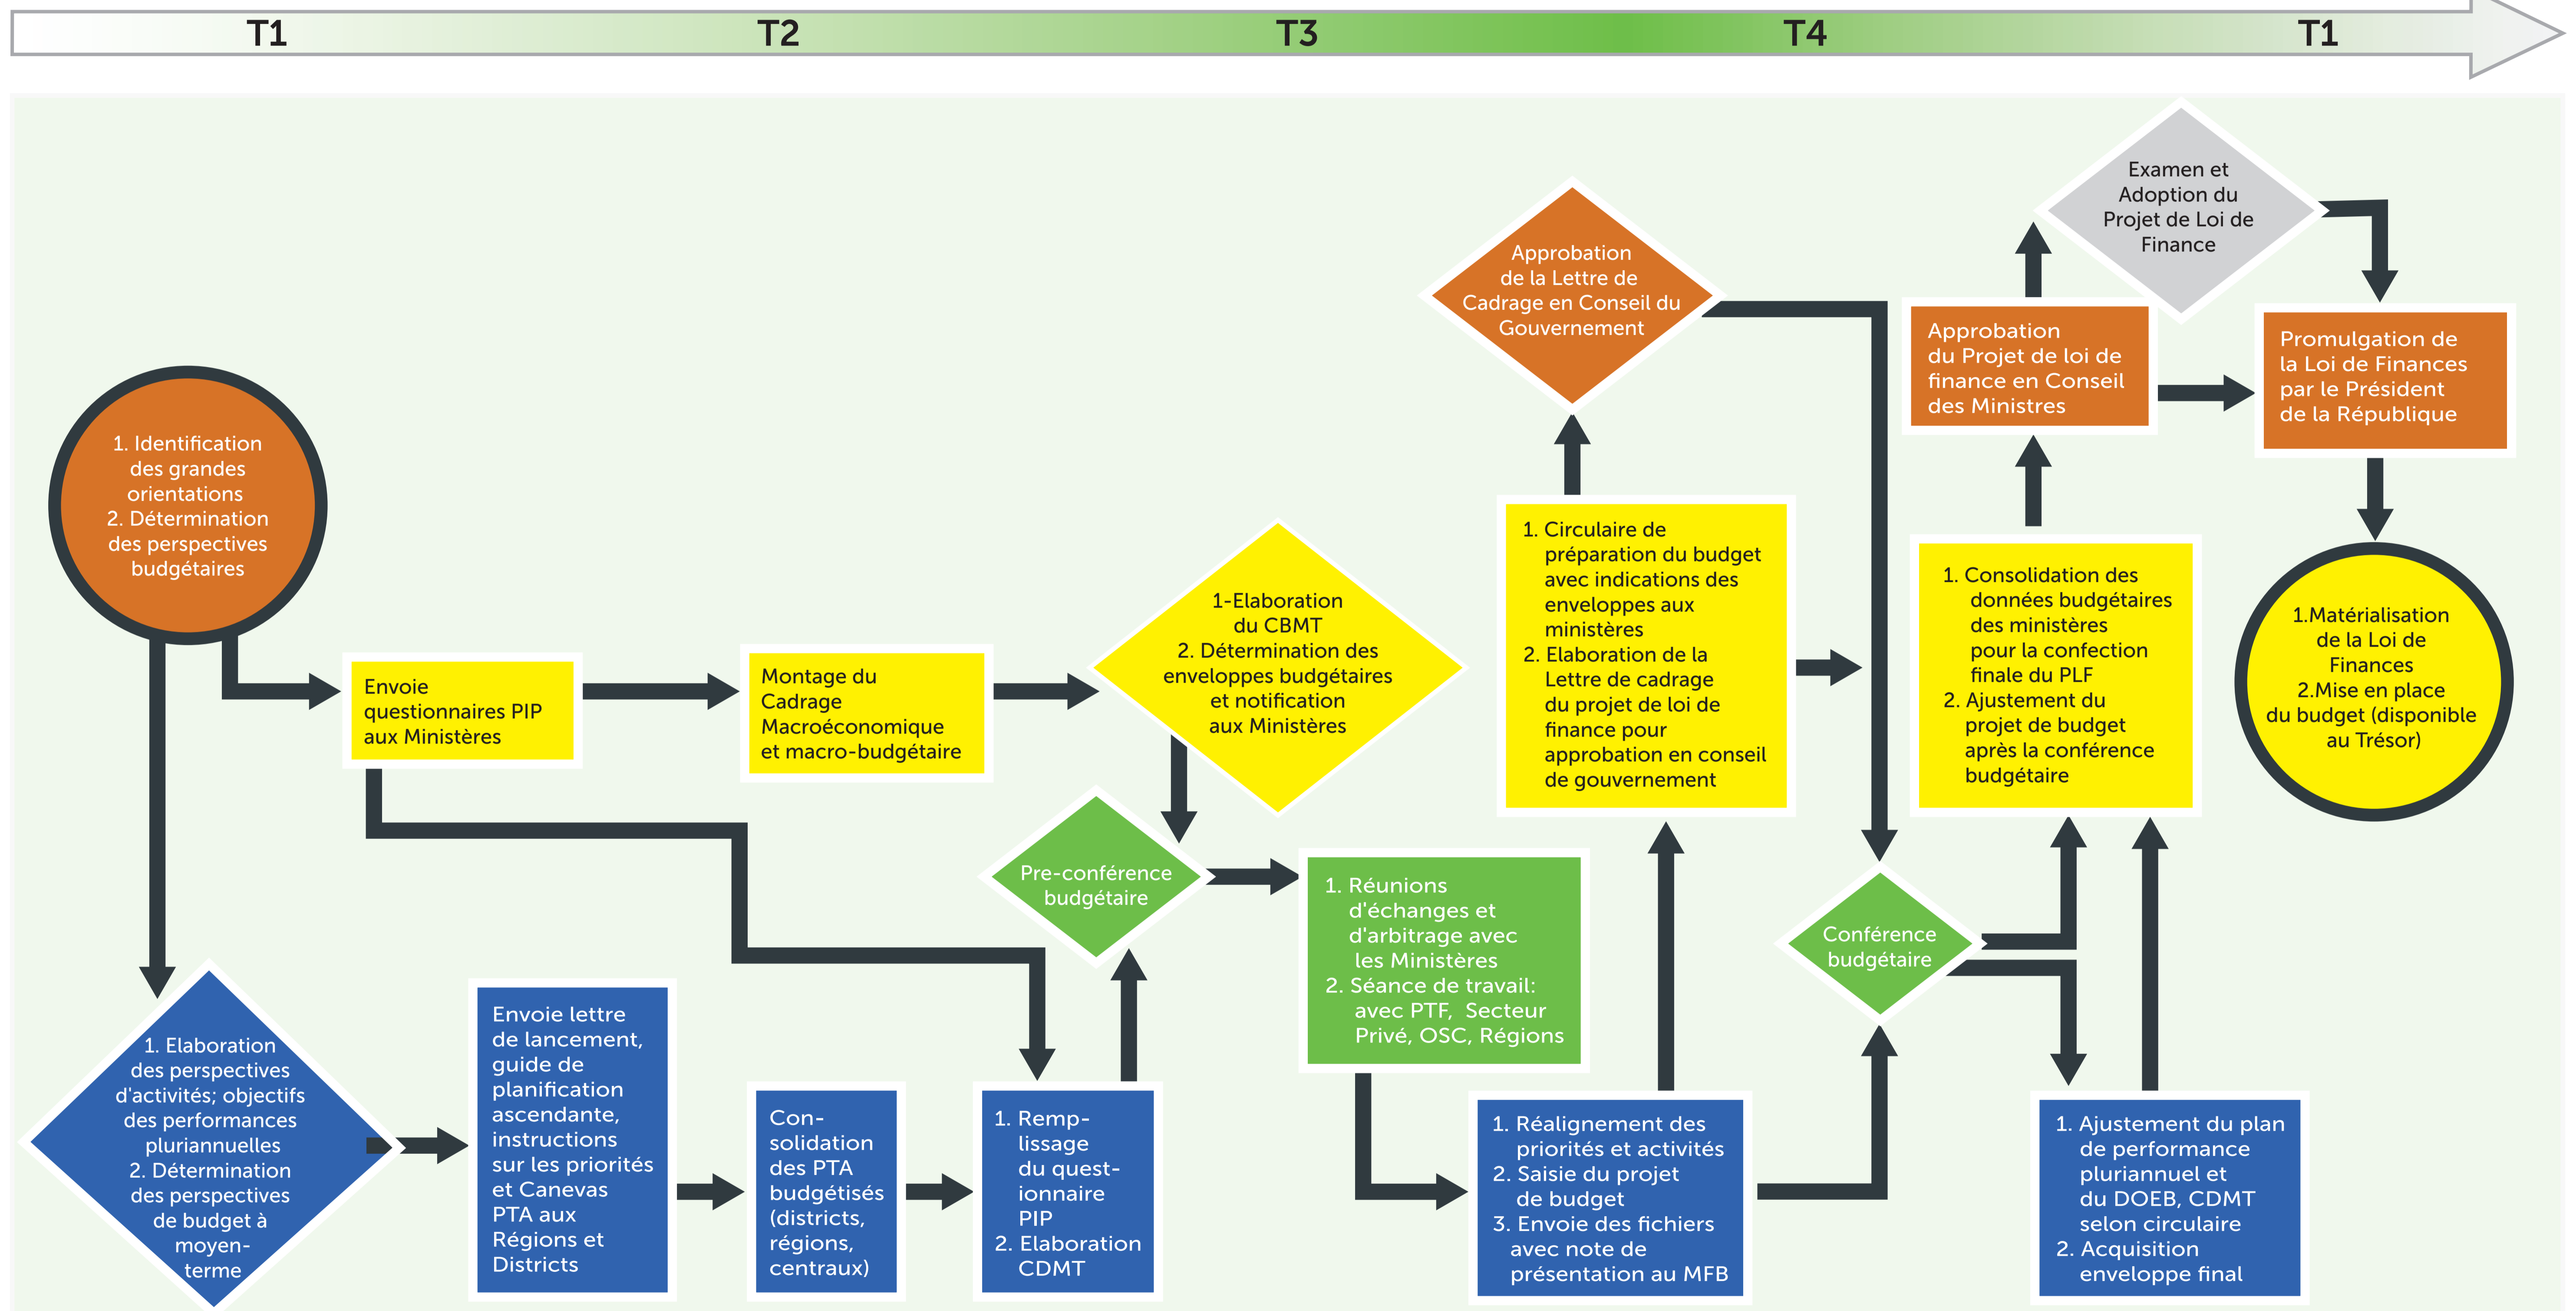 T1
T2
T3
T4
T1
1. Identification
des grandes
orientations
2. Détermination
des perspectives
budgétaires
Envoie
questionnaires PIP
aux Ministères
Montage du
Cadrage
Macroéconomique
et macro-budgétaire
1-Elaboration
du CBMT
2. Détermination des
enveloppes budgétaires
et notification
aux Ministères
Pre-conférence
budgétaire
1. Elaboration
des perspectives
d'activités; objectifs
des performances
pluriannuelles
2. Détermination
des perspectives
de budget à
moyen-
terme
Envoie lettre
de lancement,
guide de
planification
ascendante,
instructions
sur les priorités
et Canevas
PTA aux
Régions et
Districts
Con-
solidation
des PTA
budgétisés
(districts,
régions,
centraux)
1. Remp-
lissage
du quest-
ionnaire
PIP
2. Elaboration
CDMT
1. Réunions
d'échanges et
d'arbitrage avec
les Ministères
2. Séance de travail:
avec PTF, Secteur
Privé, OSC, Régions
1. Réalignement des
priorités et activités
2. Saisie du projet
de budget
3. Envoie des fichiers
avec note de
présentation au MFB
1. Circulaire de
préparation du budget
avec indications des
enveloppes aux
ministères
2. Elaboration de la
Lettre de cadrage
du projet de loi de
finance pour
approbation en conseil
de gouvernement
Approbation
de la Lettre de
Cadrage en Conseil du
Gouvernement
Conférence
budgétaire
1. Ajustement du plan
de performance
pluriannuel et
du DOEB, CDMT
selon circulaire
2. Acquisition
enveloppe final
1. Consolidation des
données budgétaires
des ministères
pour la confection
finale du PLF
2. Ajustement du
projet de budget
après la conférence
budgétaire
Approbation
du Projet de loi de
finance en Conseil
des Ministres
Examen et
Adoption du
Projet de Loi de
Finance
Promulgation de
la Loi de Finances
par le Président
de la République
1.Matérialisation
de la Loi de
Finances
2.Mise en place
du budget (disponible
au Trésor)